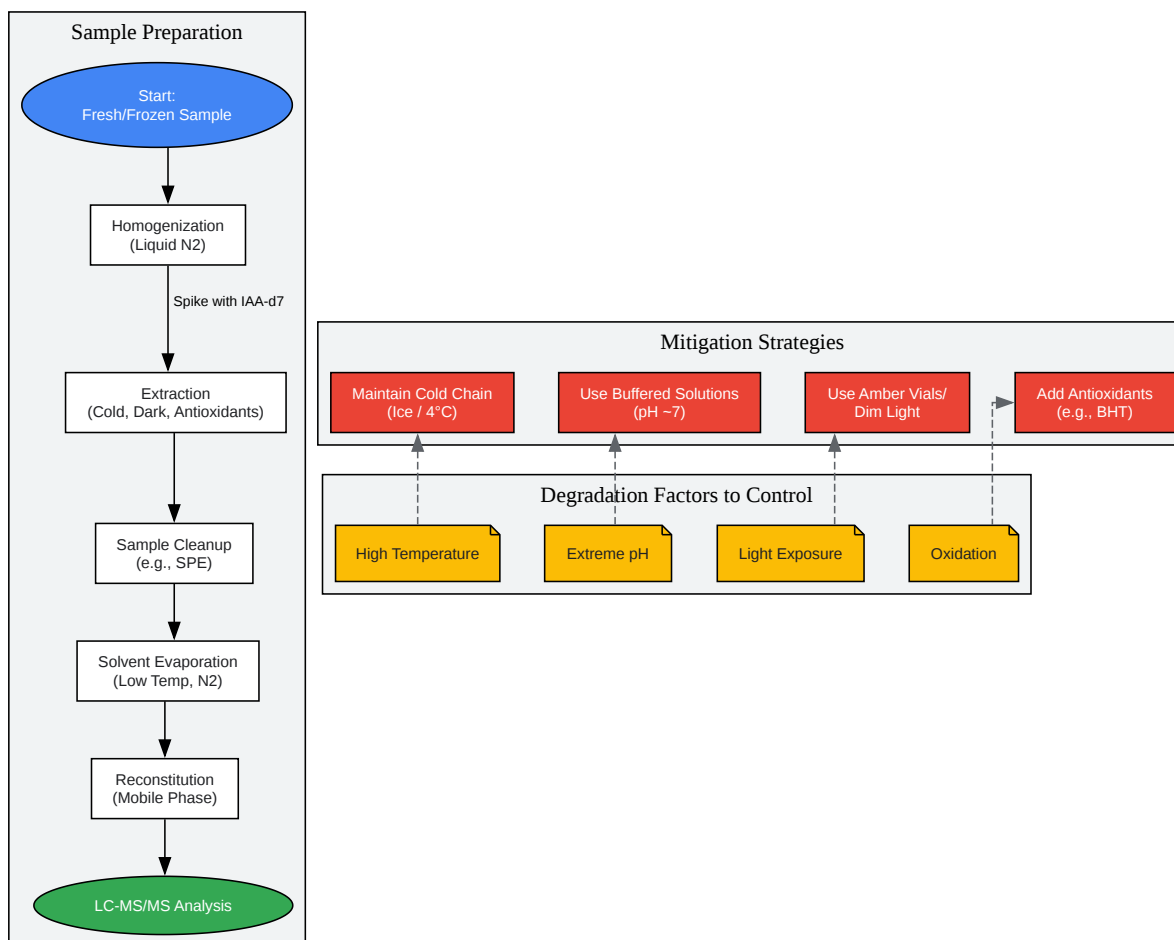 Sample Preparation
Start:
Fresh/Frozen Sample
Homogenization
(Liquid N2)
Spike with IAA-d7
Extraction
(Cold, Dark, Antioxidants)
Sample Cleanup
(e.g., SPE)
Solvent Evaporation
(Low Temp, N2)
Reconstitution
(Mobile Phase)
LC-MS/MS Analysis
Mitigation Strategies
Maintain Cold Chain
(Ice / 4°C)
Use Buffered Solutions
(pH ~7)
Use Amber Vials/
Dim Light
Add Antioxidants
(e.g., BHT)
Degradation Factors to Control
High Temperature
Extreme pH
Light Exposure
Oxidation